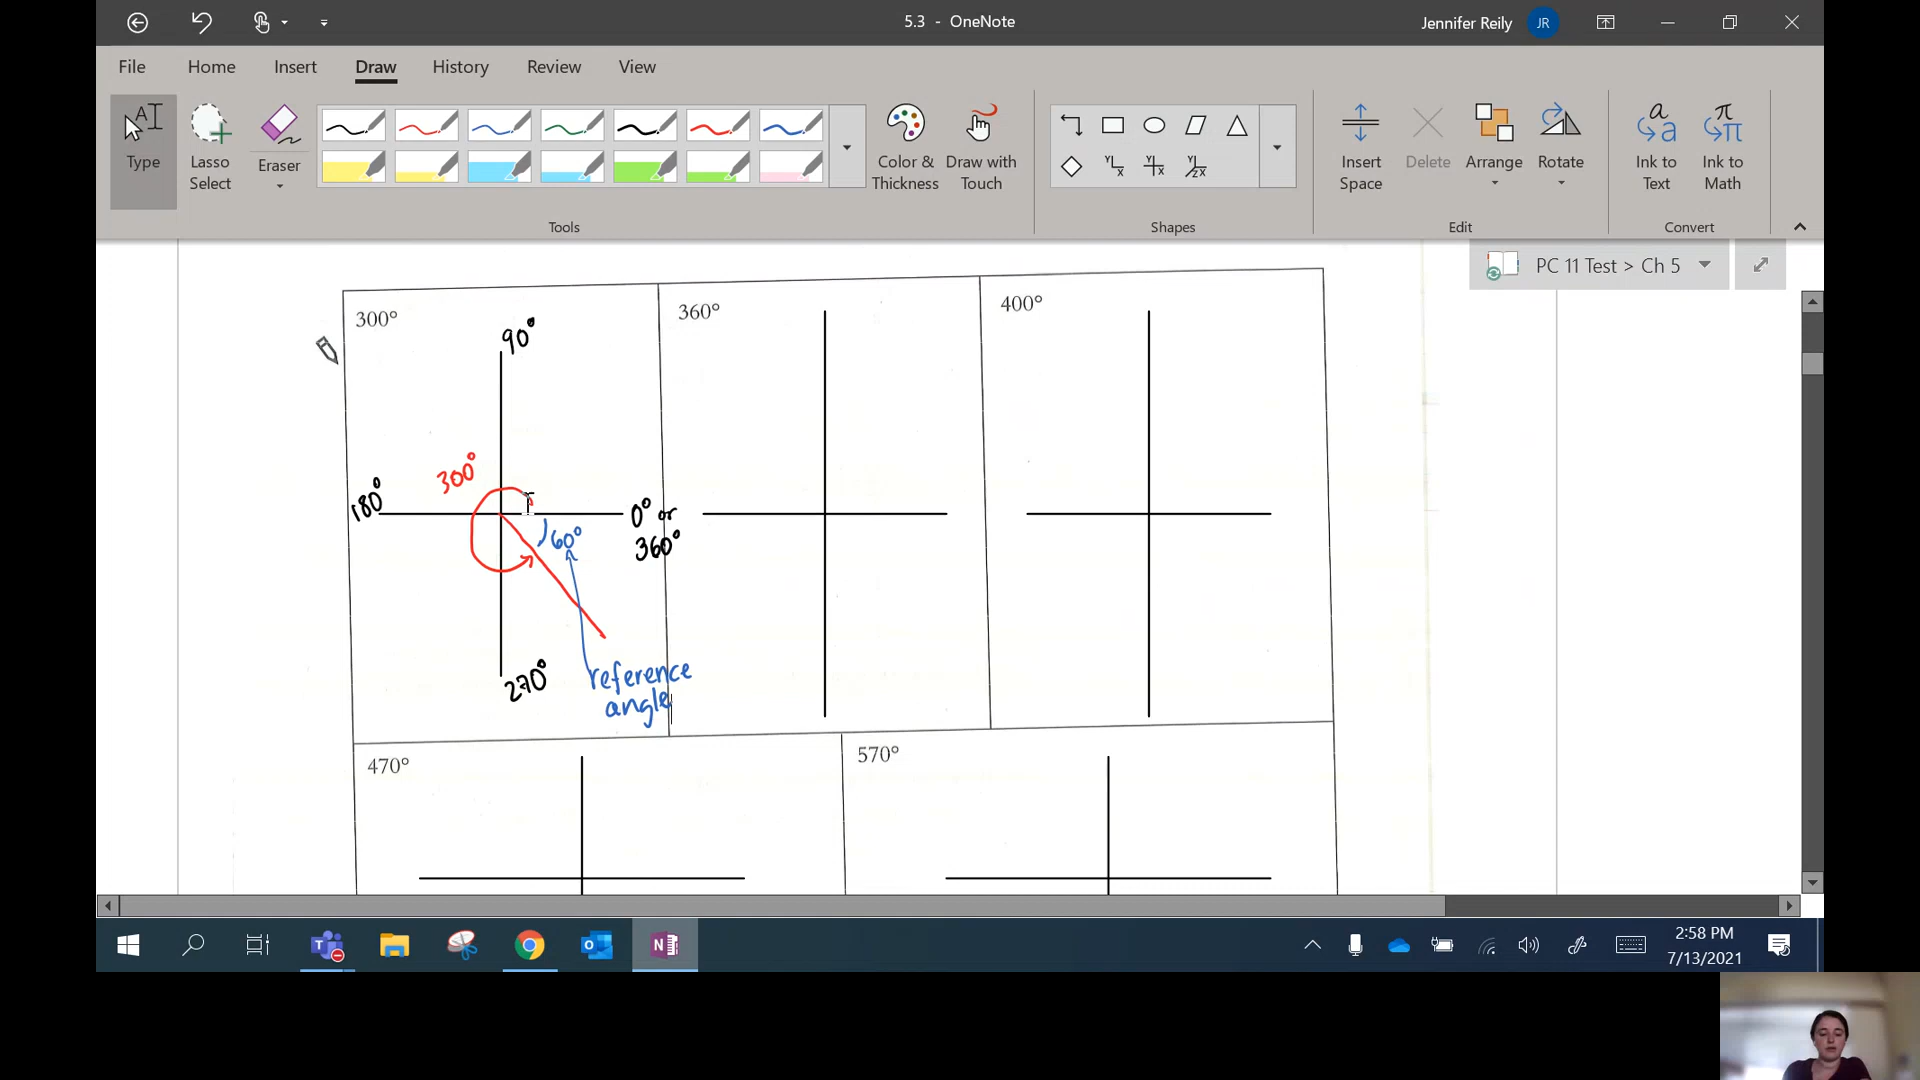 5.3 - OneNote
Jennifer Reily
JR
File
Home
Insert
Draw
History
Review
View
Type
Lasso
Select
Eraser
Color &
Thickness
Draw with
Touch
Insert
Space
Delete
Arrange
Rotate
Ink to
Text
Ink to
Math
Tools
Shapes
Edit
Convert
PC 11 Test > Ch 5
300°
90°
300°
180°
0° or
360°
60°
270°
reference
angle
360°
400°
470°
570°
2:58 PM
7/13/2021